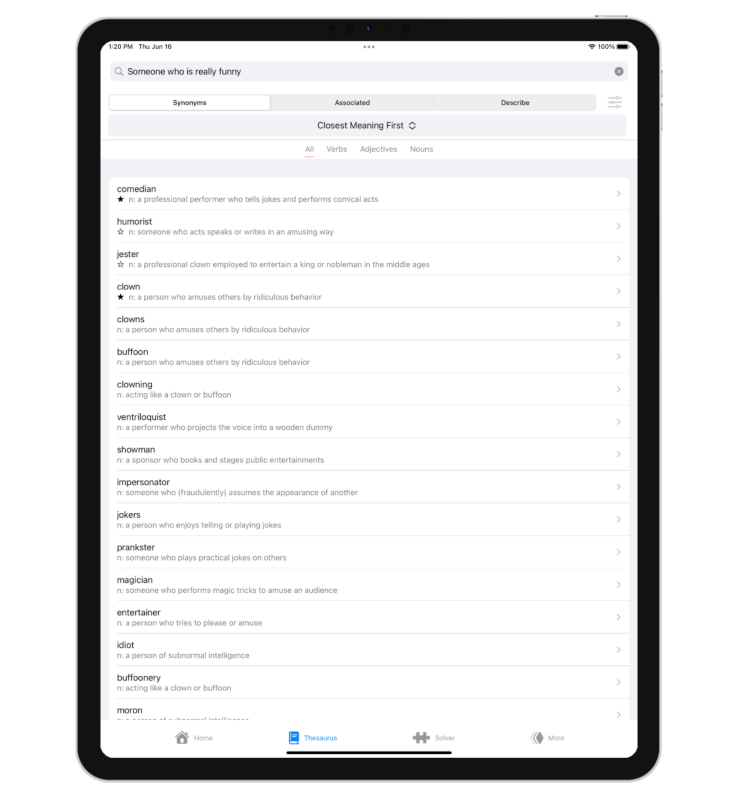 1:20 PM Thu Jun 16
100%
Someone who is really funny
Synonyms Associated Describe
Closest Meaning First
All Verbs Adjectives Nouns
comedian
★ n: a professional performer who tells jokes and performs comical acts
humorist
☆ n: someone who acts speaks or writes in an amusing way
jester
☆ n: a professional clown employed to entertain a king or nobleman in the middle ages
clown
★ n: a person who amuses others by ridiculous behavior
clowns
n: a person who amuses others by ridiculous behavior
buffoon
n: a person who amuses others by ridiculous behavior
clowning
n: acting like a clown or buffoon
ventriloquist
n: a performer who projects the voice into a wooden dummy
showman
n: a sponsor who books and stages public entertainments
impersonator
n: someone who (fraudulently) assumes the appearance of another
jokers
n: a person who enjoys telling or playing jokes
prankster
n: someone who plays practical jokes on others
magician
n: someone who performs magic tricks to amuse an audience
entertainer
n: a person who tries to please or amuse
idiot
n: a person of subnormal intelligence
buffoonery
n: acting like a clown or buffoon
moron
n: a person of subnormal intelligence
Home Thesaurus Solver More